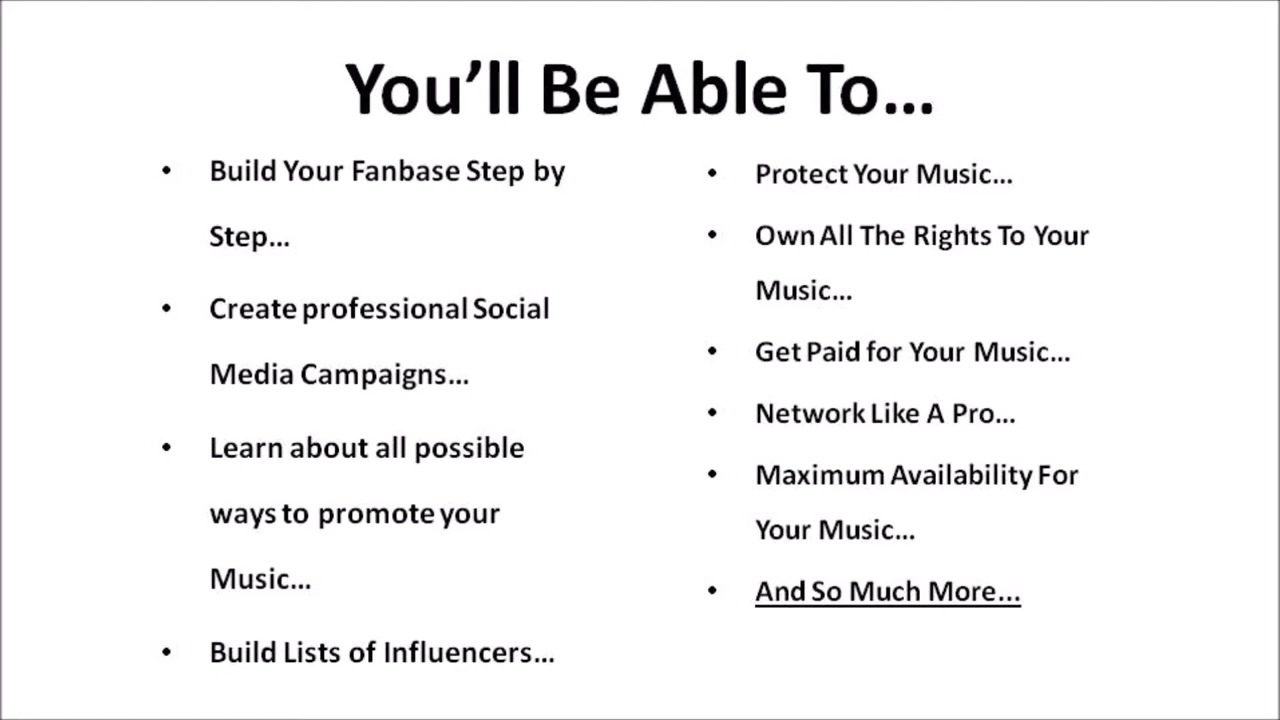 You’ll Be Able To...
• Build Your Fanbase Step by
Step...
• Create professional Social
Media Campaigns...
• Learn about all possible
ways to promote your
Music...
• Build Lists of Influencers...
• Protect Your Music...
• Own All The Rights To Your
Music...
• Get Paid for Your Music...
• Network Like A Pro...
• Maximum Availability For
Your Music...
• And So Much More...